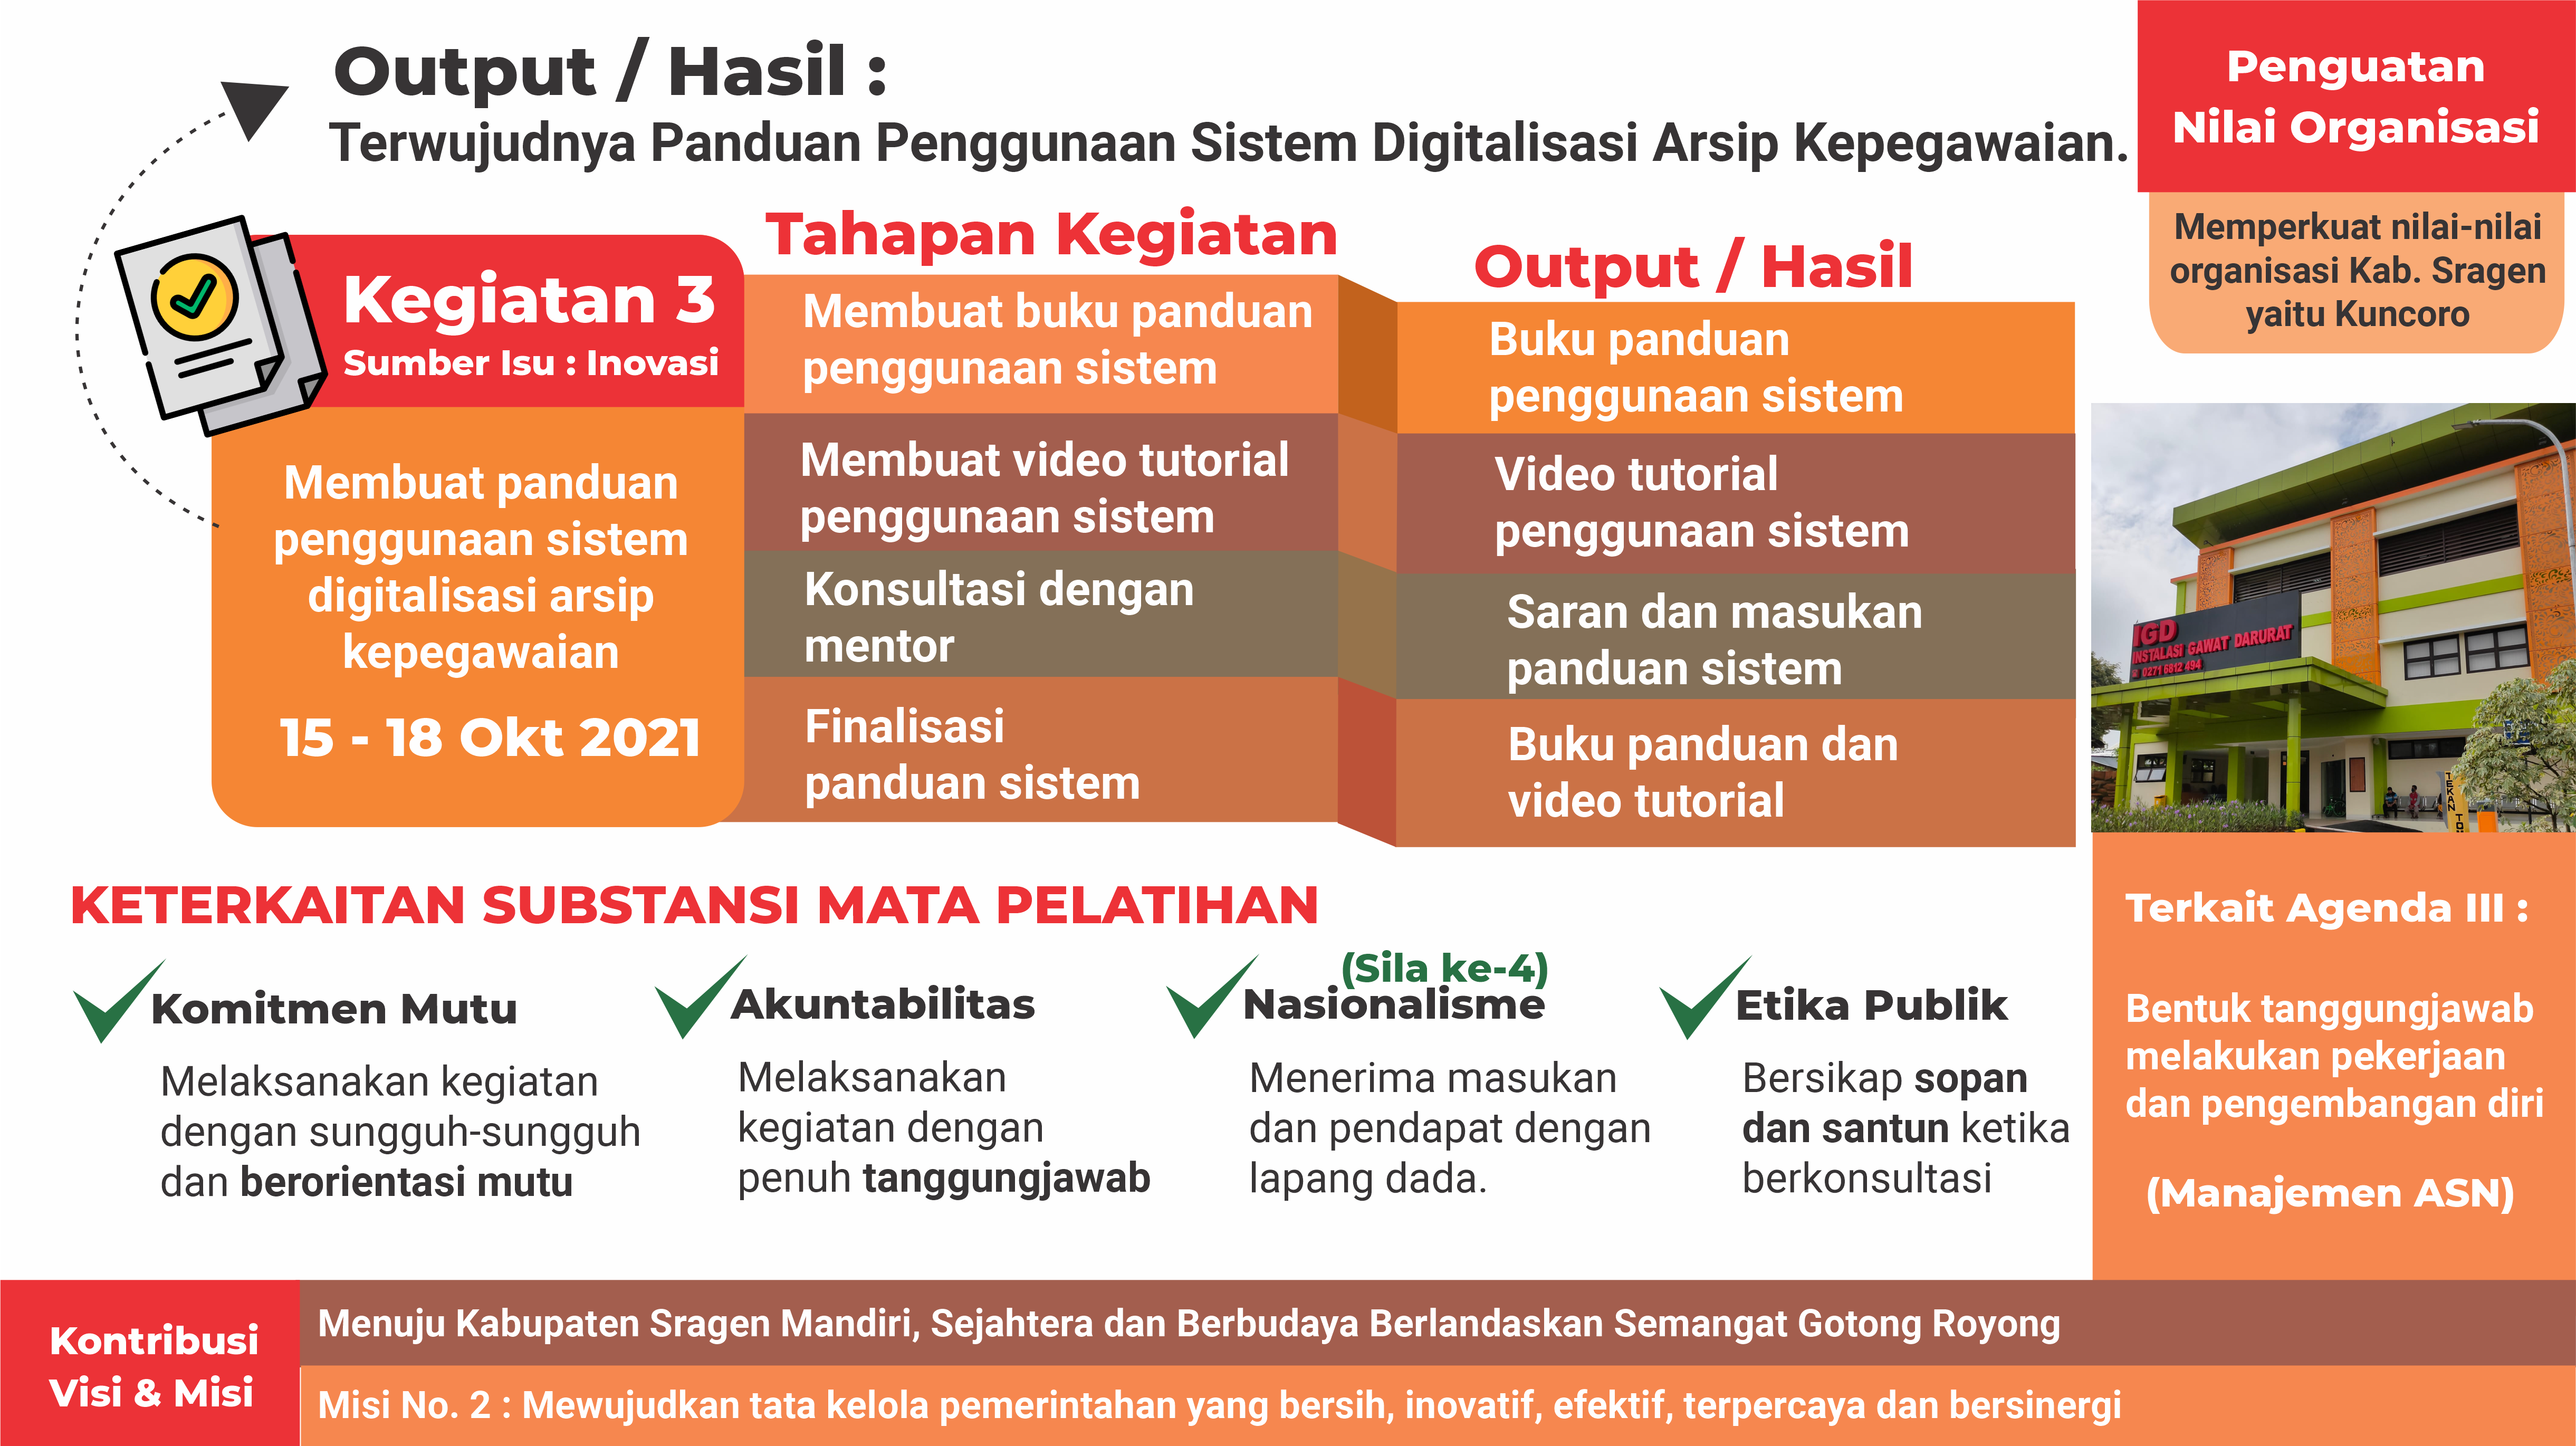 Output / Hasil :
Terwujudnya Panduan Penggunaan Sistem Digitalisasi Arsip Kepegawaian.
Penguatan
Nilai Organisasi
Memperkuat nilai-nilai
organisasi Kab. Sragen
yaitu Kuncoro
Kegiatan 3
Sumber Isu : Inovasi
Membuat panduan
penggunaan sistem
digitalisasi arsip
kepegawaian
15 - 18 Okt 2021
Tahapan Kegiatan
Membuat buku panduan
penggunaan sistem
Membuat video tutorial
penggunaan sistem
Konsultasi dengan
mentor
Finalisasi
panduan sistem
Output / Hasil
Buku panduan
penggunaan sistem
Video tutorial
penggunaan sistem
Saran dan masukan
panduan sistem
Buku panduan dan
video tutorial
IGD
INSTALASI GAWAT DARURAT
0271 6812 494
TEKAN
KETERKAITAN SUBSTANSI MATA PELATIHAN
Komitmen Mutu
Melaksanakan kegiatan
dengan sungguh-sungguh
dan berorientasi mutu
Akuntabilitas
Melaksanakan
kegiatan dengan
penuh tanggungjawab
(Sila ke-4)
Nasionalisme
Menerima masukan
dan pendapat dengan
lapang dada.
Etika Publik
Bersikap sopan
dan santun ketika
berkonsultasi
Terkait Agenda III :
Bentuk tanggungjawab
melakukan pekerjaan
dan pengembangan diri
(Manajemen ASN)
Kontribusi
Visi & Misi
Menuju Kabupaten Sragen Mandiri, Sejahtera dan Berbudaya Berlandaskan Semangat Gotong Royong
Misi No. 2 : Mewujudkan tata kelola pemerintahan yang bersih, inovatif, efektif, terpercaya dan bersinergi